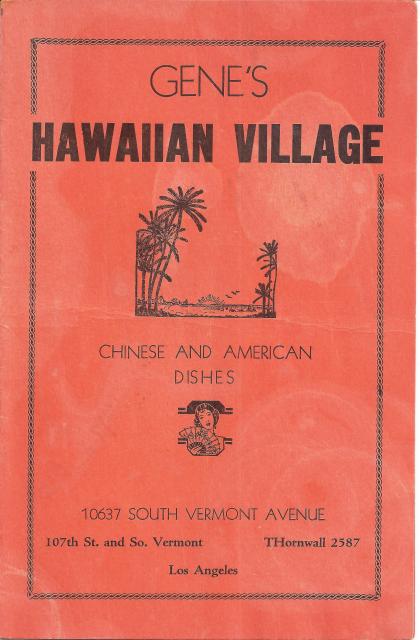 GENE'S
HAWAIIAN VILLAGE
CHINESE AND AMERICAN
DISHES
10637 SOUTH VERMONT AVENUE
107th St. and So. Vermont THornwall 2587
Los Angeles